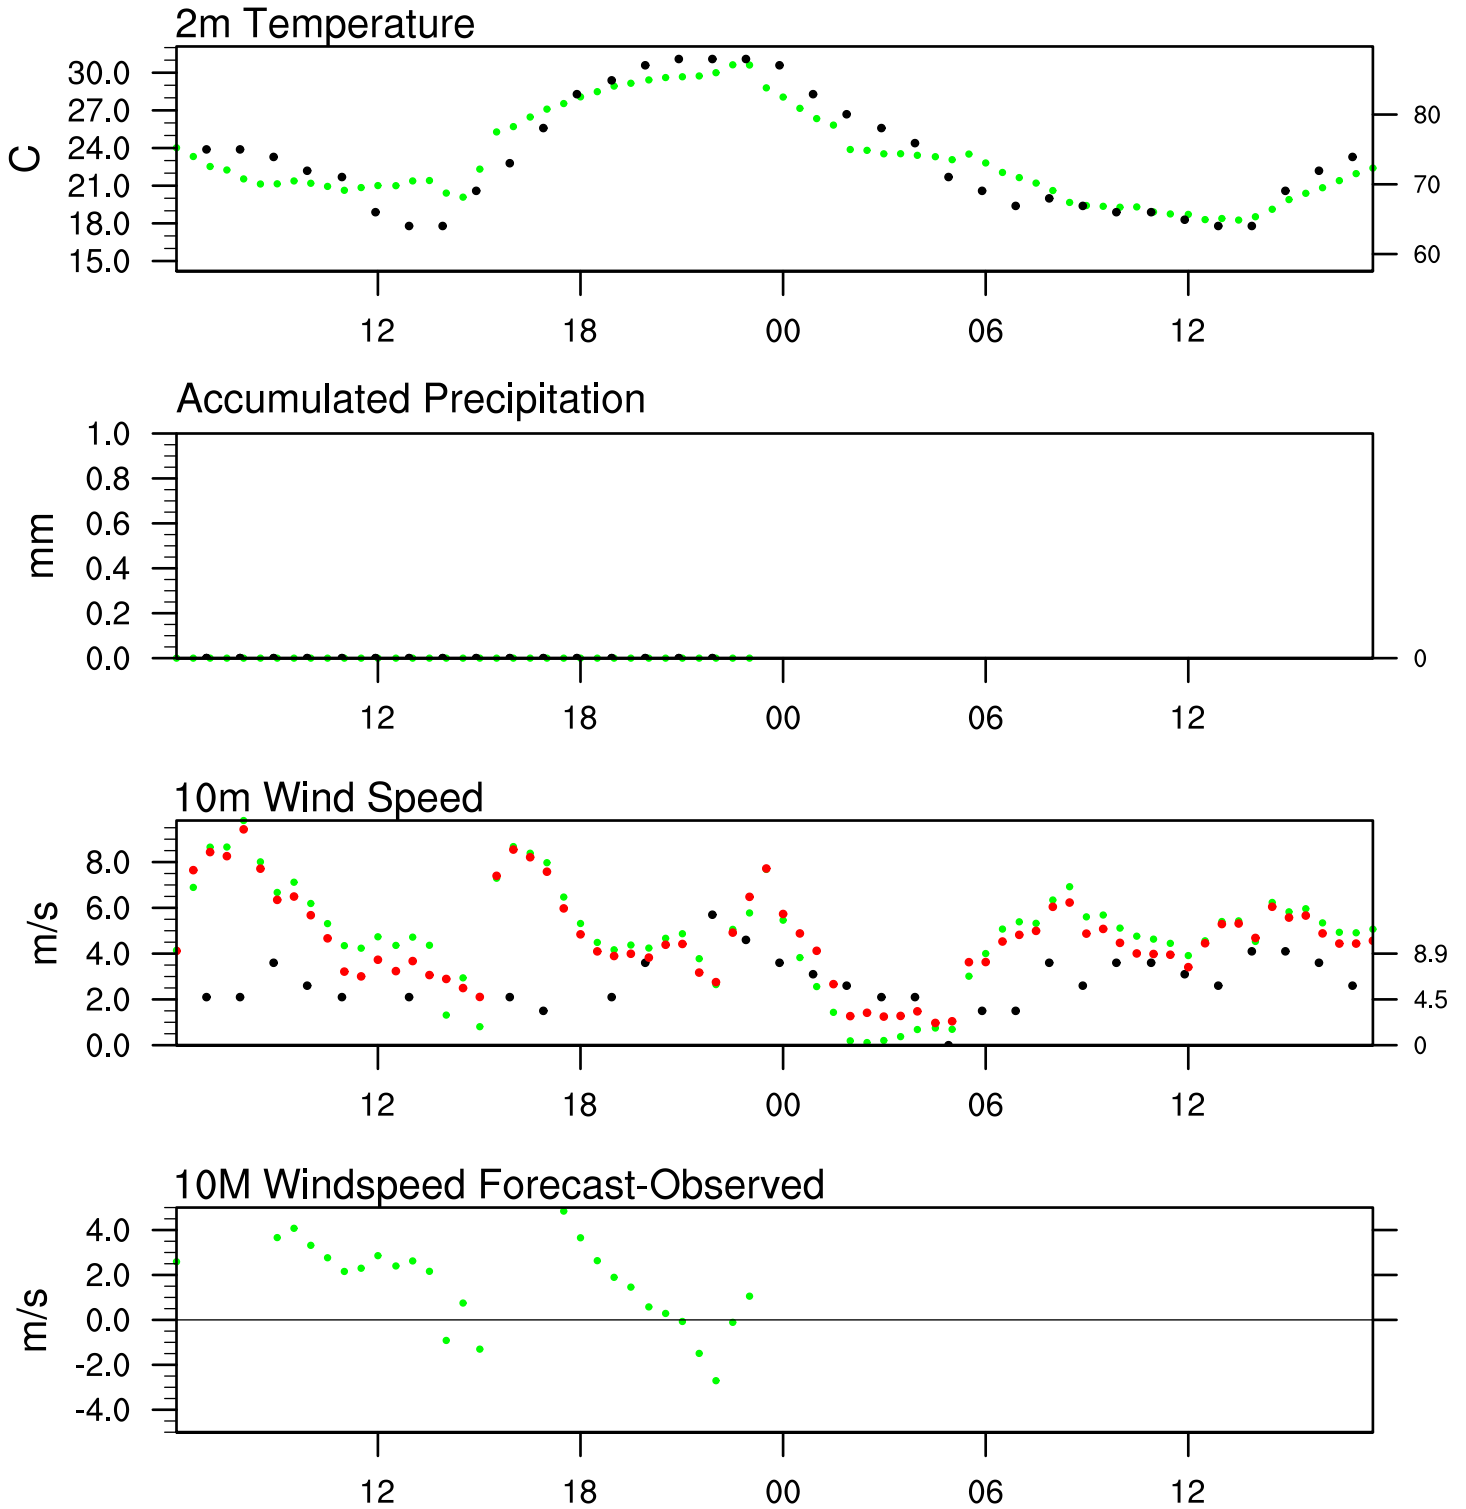 2m Temperature
30.0
27.0
24.0
21.0
18.0
15.0
C
80
70
60
12 18 00 06 12
Accumulated Precipitation
1.0
0.8
0.6
0.4
0.2
0.0
mm
0
12 18 00 06 12
10m Wind Speed
8.0
6.0
4.0
2.0
0.0
m/s
8.9
4.5
0
12 18 00 06 12
10M Windspeed Forecast-Observed
4.0
2.0
0.0
-2.0
-4.0
m/s
12 18 00 06 12